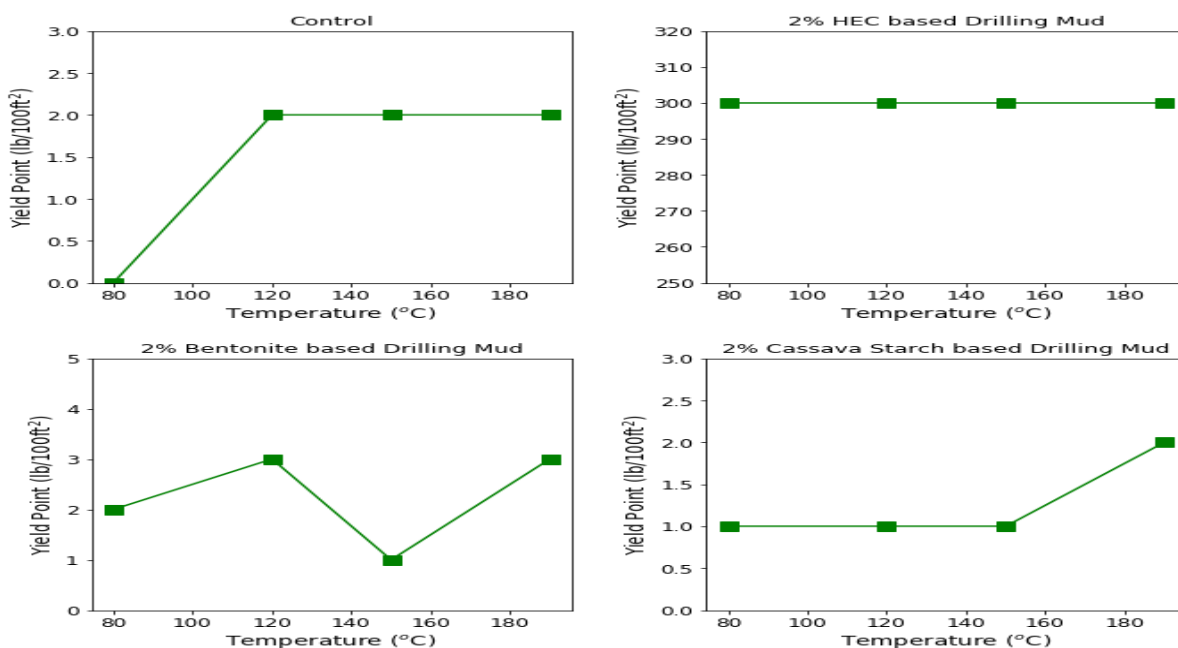 Control
Yield Point (lb/100ft²)
3.0
2.5
2.0
1.5
1.0
0.5
0.0
80 100 120 140 160 180
Temperature (°C)
2% HEC based Drilling Mud
Yield Point (lb/100ft²)
320
310
300
290
280
270
260
250
80 100 120 140 160 180
Temperature (°C)
2% Bentonite based Drilling Mud
Yield Point (lb/100ft²)
5
4
3
2
1
0
80 100 120 140 160 180
Temperature (°C)
2% Cassava Starch based Drilling Mud
Yield Point (lb/100ft²)
3.0
2.5
2.0
1.5
1.0
0.5
0.0
80 100 120 140 160 180
Temperature (°C)